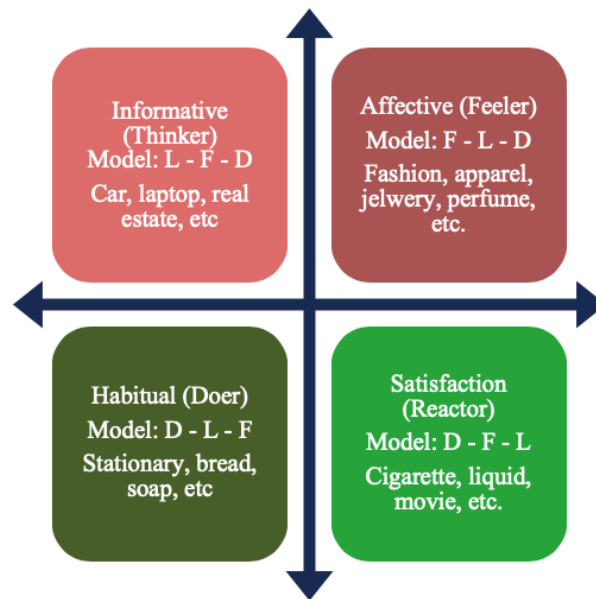 Informative
(Thinker)
Model: L - F - D
Car, laptop, real
estate, etc
Affective (Feeler)
Model: F - L - D
Fashion, apparel,
jelwery, perfume,
etc.
Habitual (Doer)
Model: D - L - F
Stationary, bread,
soap, etc
Satisfaction
(Reactor)
Model: D - F - L
Cigarette, liquid,
movie, etc.